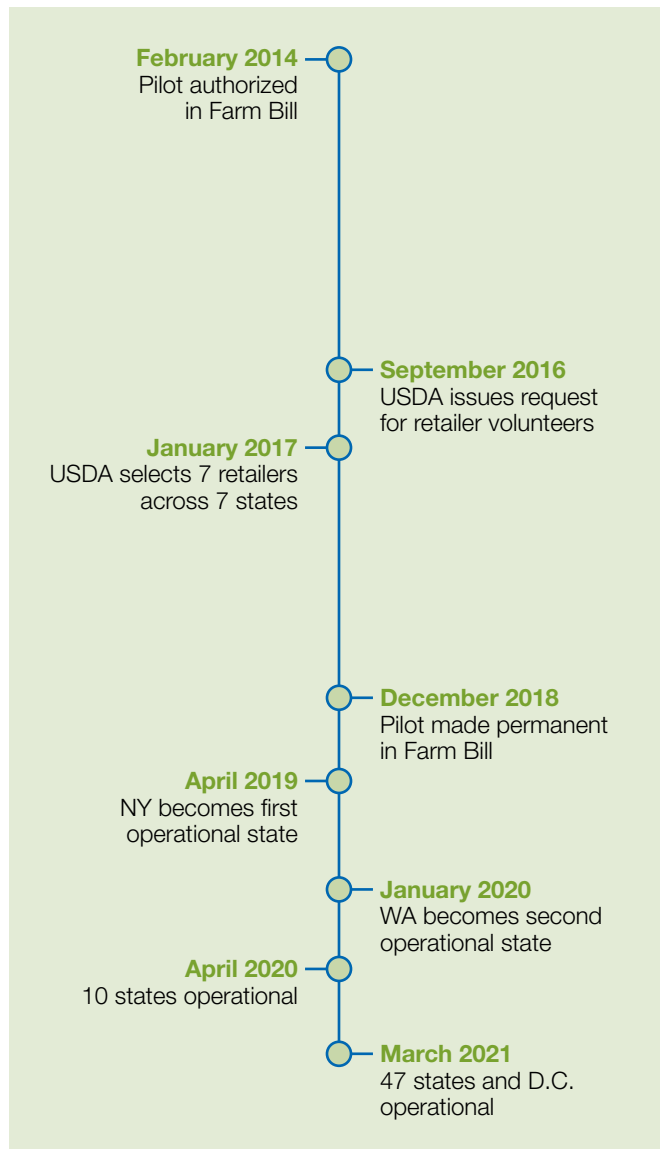 February 2014
Pilot authorized
in Farm Bill
September 2016
USDA issues request
for retailer volunteers
January 2017
USDA selects 7 retailers
across 7 states
December 2018
Pilot made permanent
in Farm Bill
April 2019
NY becomes first
operational state
January 2020
WA becomes second
operational state
April 2020
10 states operational
March 2021
47 states and D.C.
operational